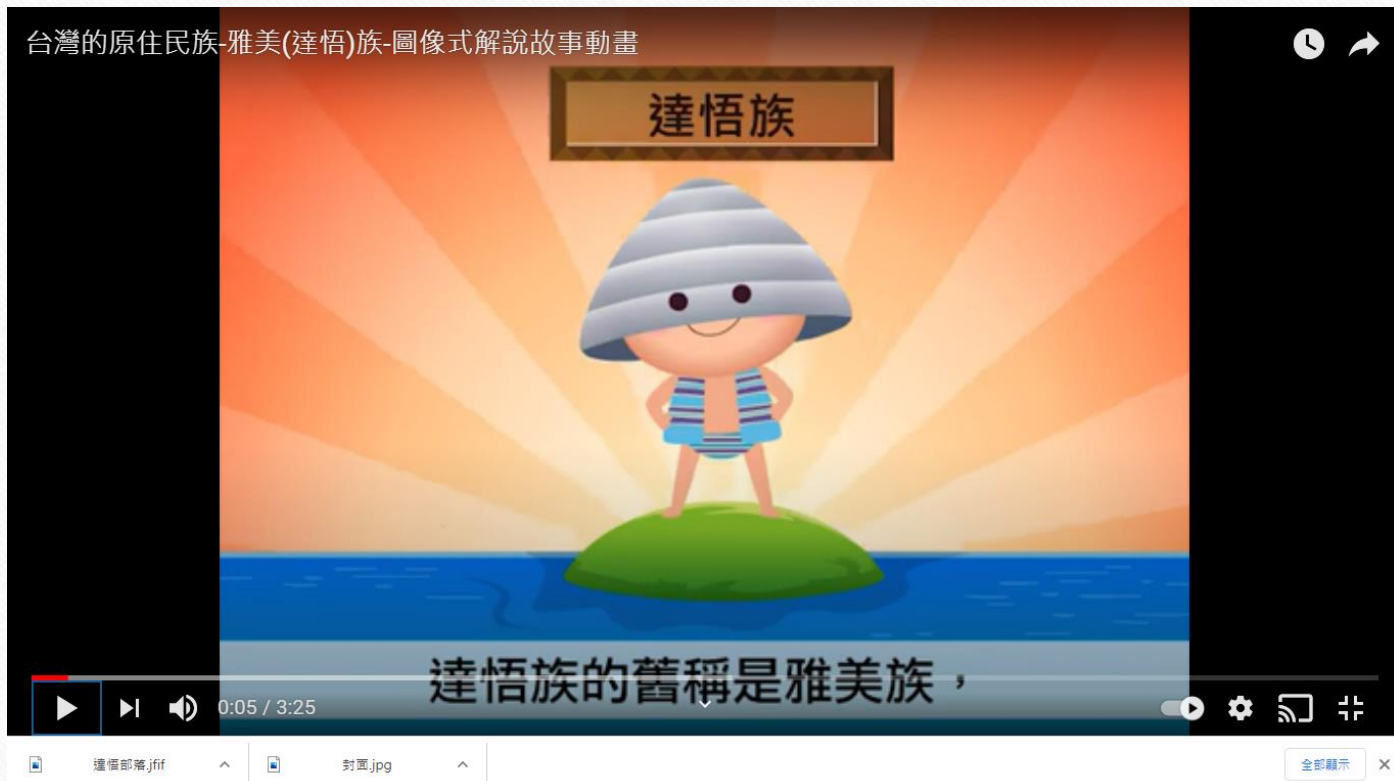 台灣的原住民族-雅美(達悟)族-圖像式解說故事動畫
達悟族
達悟族的舊稱是雅美族，
0:05 / 3:25
達悟部落.jfif
封面.jpg
全部顯示